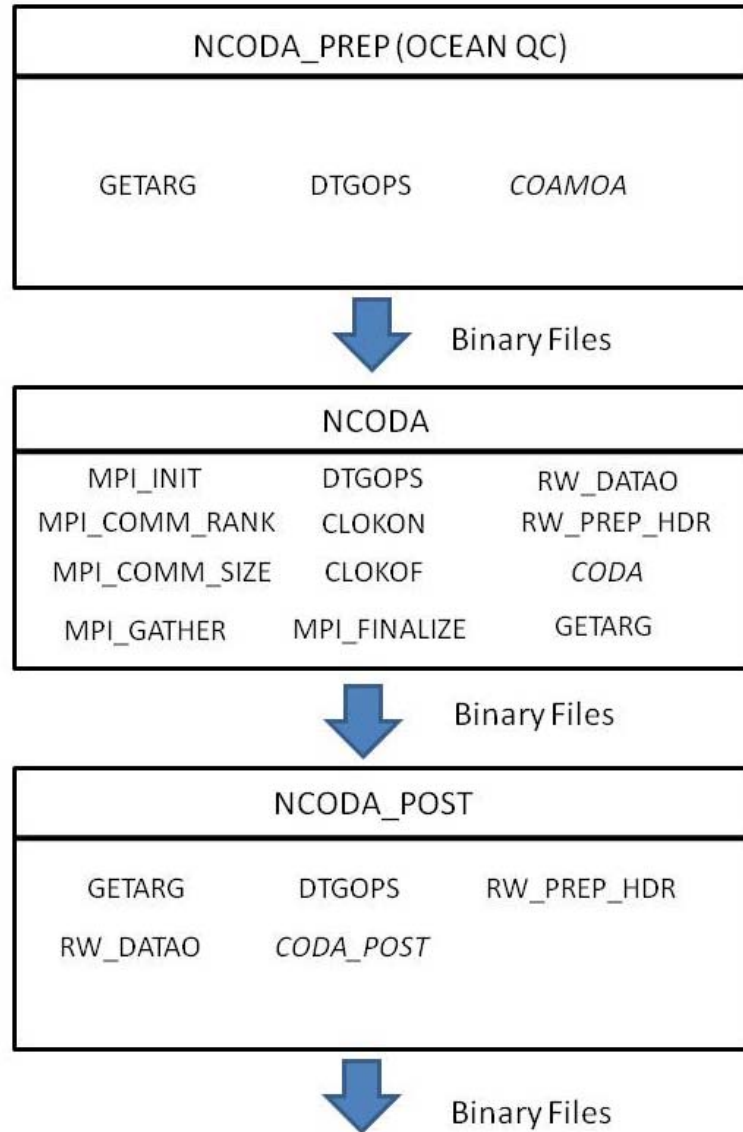 NCODA_PREP (OCEAN QC)
GETARG DTGOPS COAMOA
Binary Files
NCODA
MPI_INIT DTGOPS RW_DATAO
MPI_COMM_RANK CLOKON RW_PREP_HDR
MPI_COMM_SIZE CLOKOF CODA
MPI_GATHER MPI_FINALIZE GETARG
Binary Files
NCODA_POST
GETARG DTGOPS RW_PREP_HDR
RW_DATAO CODA_POST
Binary Files